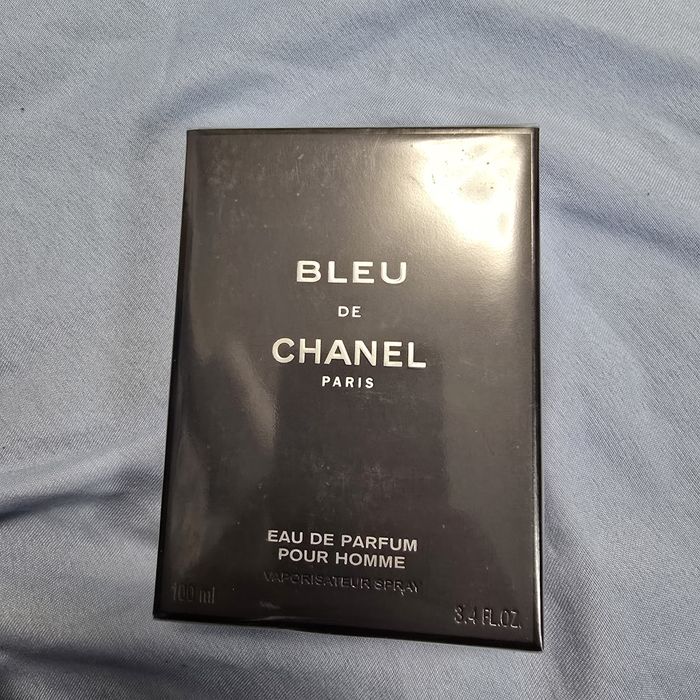 BLEU
DE
CHANEL
PARIS
EAU DE PARFUM
POUR HOMME
VAPORISATEUR SPRAY
100 ml
3.4 FL.OZ.